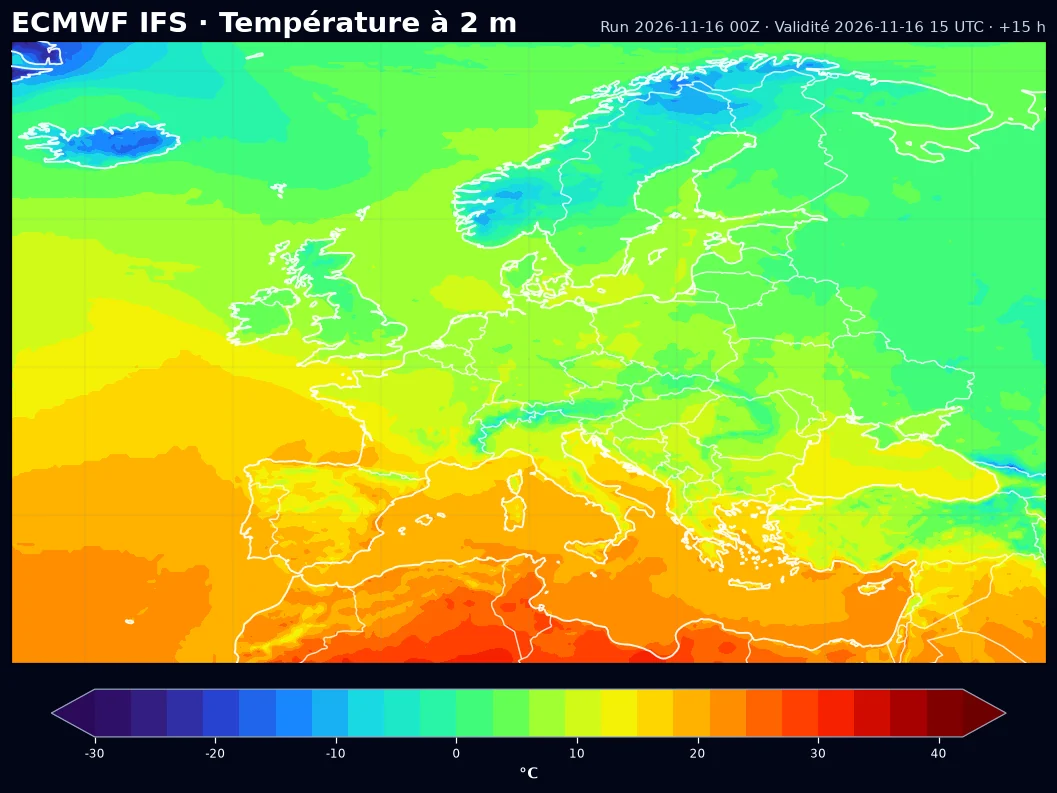 ECMWF IFS · Température à 2 m
Run 2026-11-16 00Z · Validité 2026-11-16 15 UTC · +15 h
-30 -20 -10 0 10 20 30 40
°C